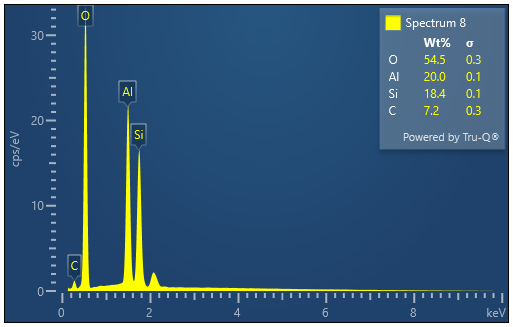 Spectrum 8
Wt% σ
O 54.5 0.3
Al 20.0 0.1
Si 18.4 0.1
C 7.2 0.3
Powered by Tru-Q®
cps/eV
30
20
10
0
O
Al
Si
C
0 2 4 6 8 keV